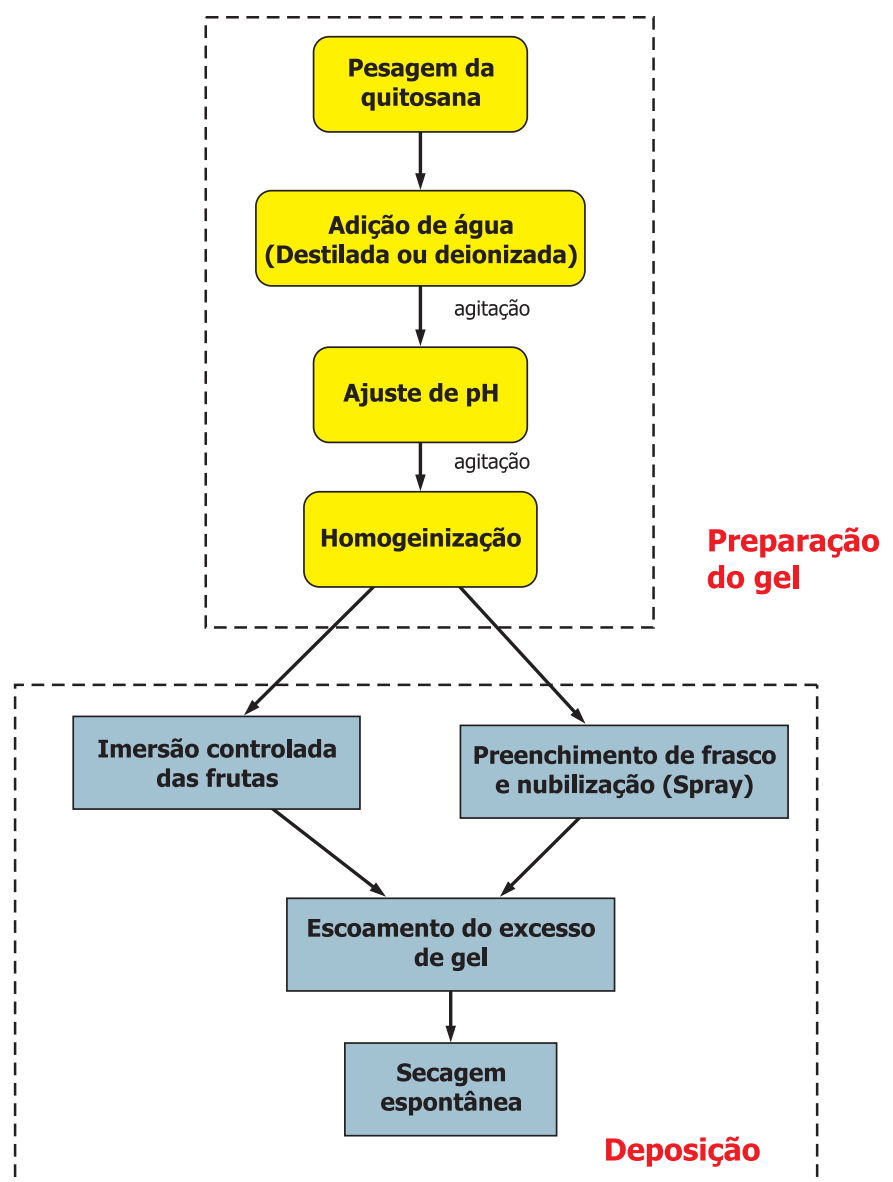 Pesagem da
quitosana
Adição de água
(Destilada ou deionizada)
agitação
Ajuste de pH
agitação
Homogeinização
Preparação
do gel
Imersão controlada
das frutas
Preenchimento de frasco
e nubilização (Spray)
Escoamento do excesso
de gel
Secagem
espontânea
Deposição